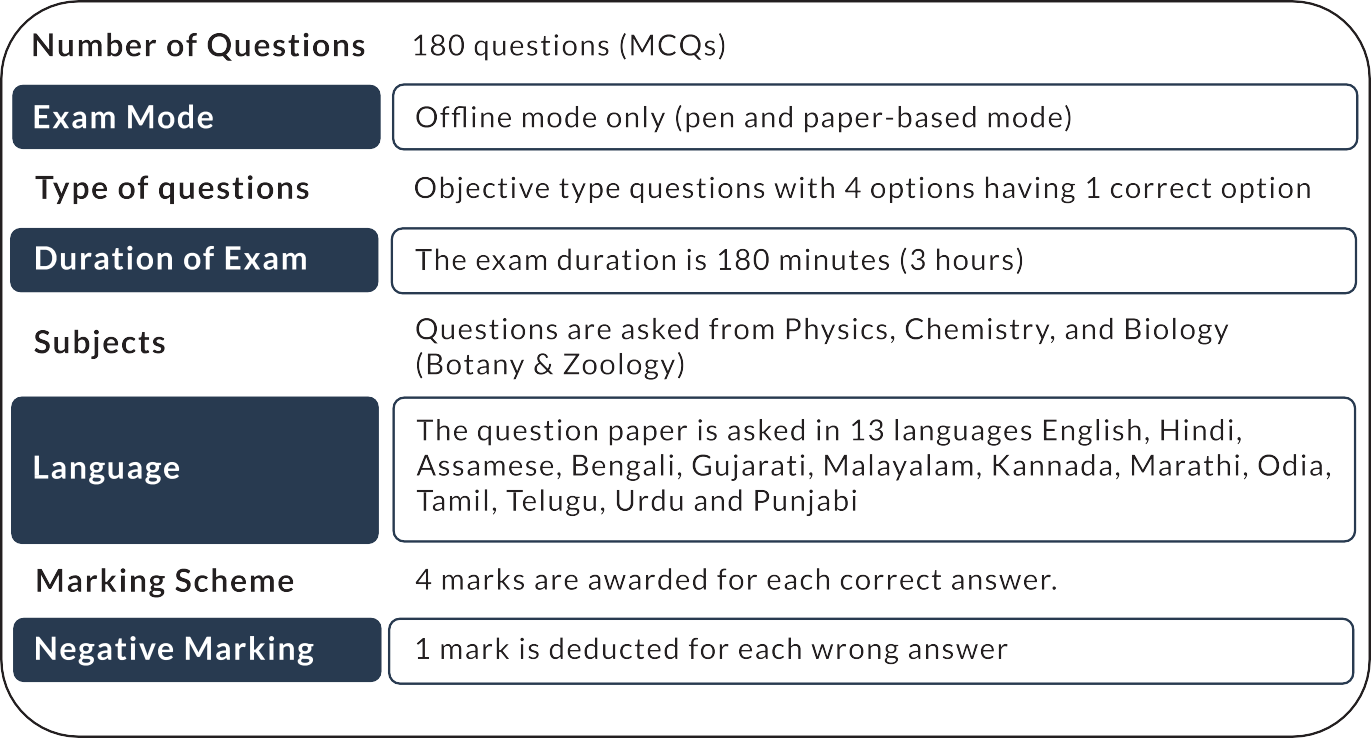 Number of Questions 180 questions (MCQs)
Exam Mode Offline mode only (pen and paper-based mode)
Type of questions Objective type questions with 4 options having 1 correct option
Duration of Exam The exam duration is 180 minutes (3 hours)
Subjects Questions are asked from Physics, Chemistry, and Biology
(Botany & Zoology)
Language The question paper is asked in 13 languages English, Hindi,
Assamese, Bengali, Gujarati, Malayalam, Kannada, Marathi, Odia,
Tamil, Telugu, Urdu and Punjabi
Marking Scheme 4 marks are awarded for each correct answer.
Negative Marking 1 mark is deducted for each wrong answer